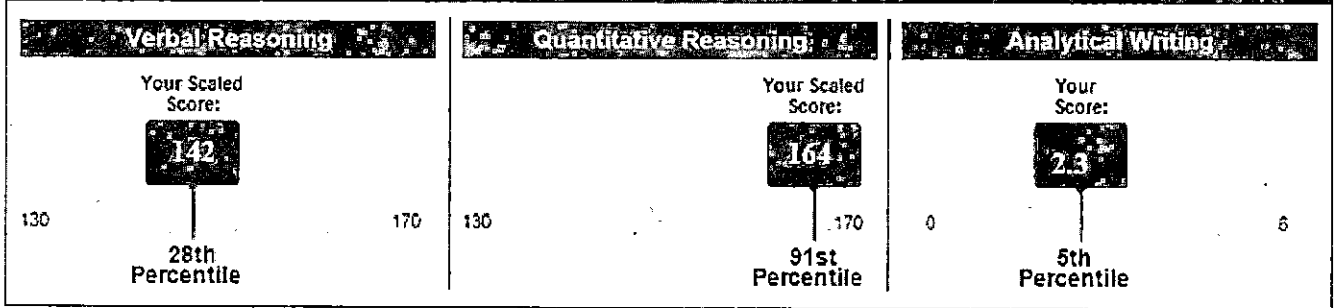 Verbal Reasoning
Your Scaled
Score:
142
130
170
28th
Percentile
Quantitative Reasoning
Your Scaled
Score:
164
130
170
91st
Percentile
Analytical Writing
Your
Score:
2.3
0
6
5th
Percentile